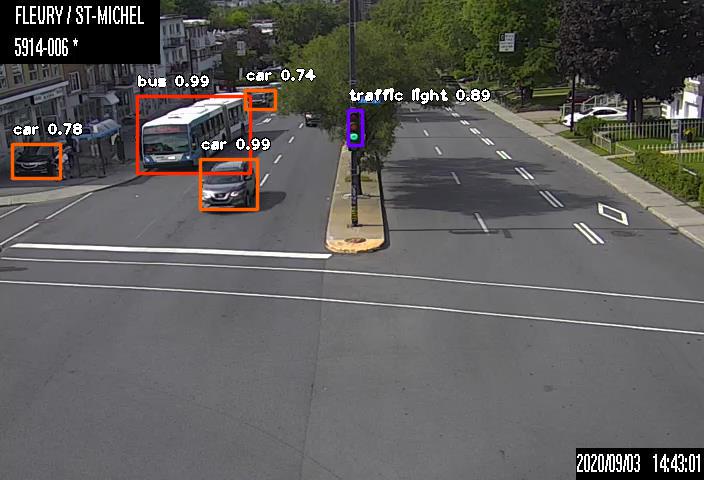 FLEURY / ST-MICHEL
5914-006 *
car 0.74
bus 0.99
traffic light 0.89
car 0.78
car 0.99
2020/09/03 14:43:01